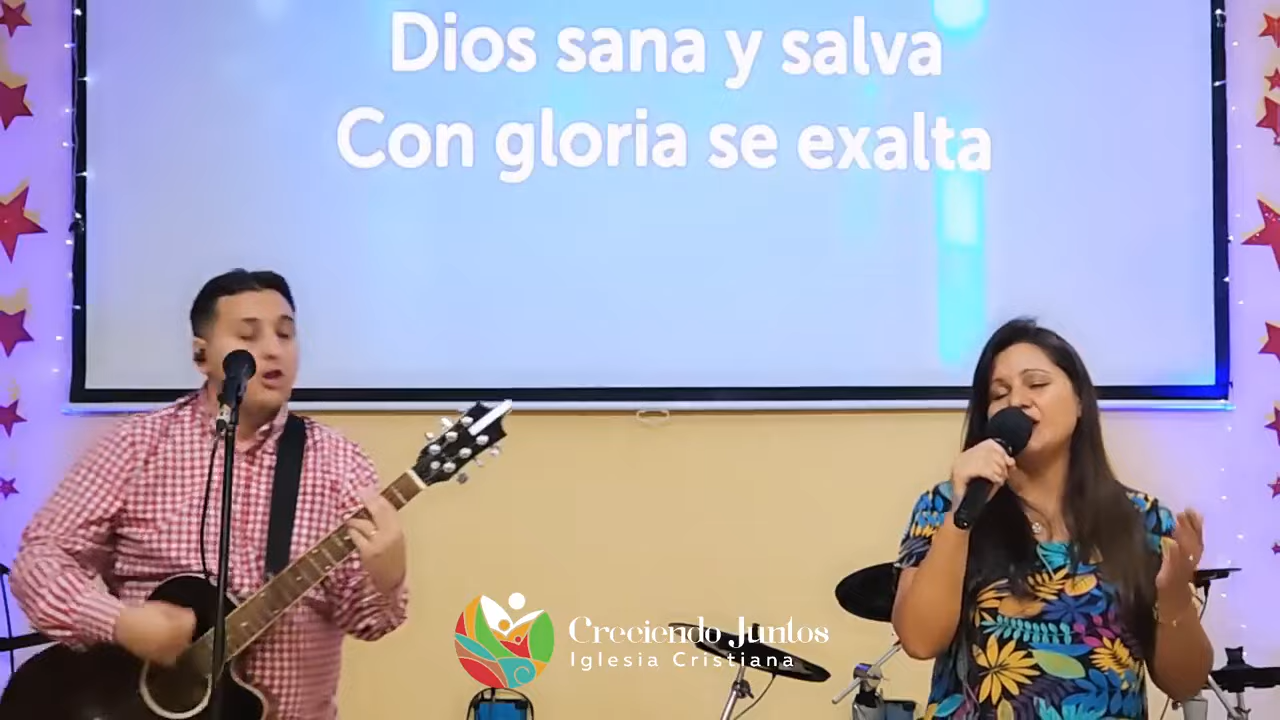 Dios sana y salva
Con gloria se exalta
Creciendo Juntos
Iglesia Cristiana